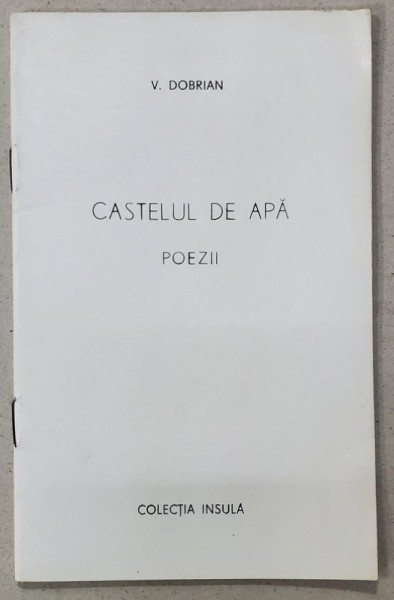 V. DOBRIAN
CASTELUL DE APĂ
POEZII
COLECȚIA INSULA